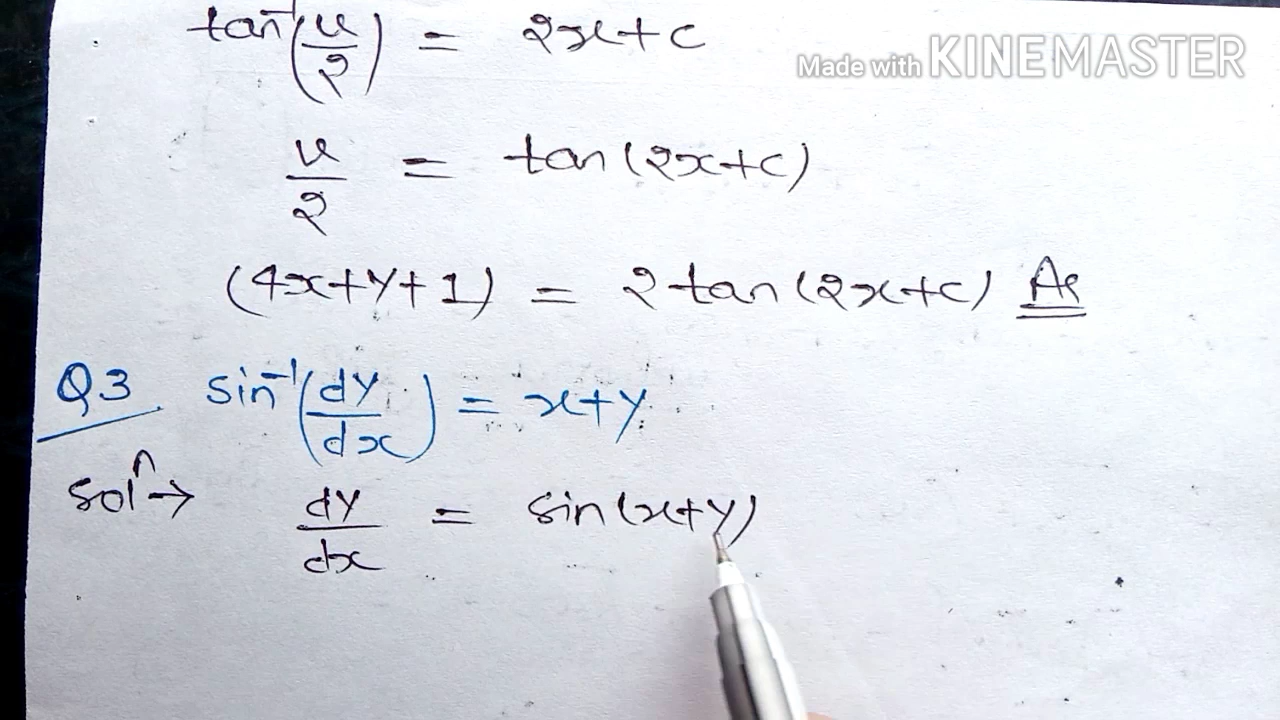 tan⁻¹(u/2) = 2x+c
Made with KINEMASTER
u/2 = tan(2x+c)
(4x+y+1) = 2tan(2x+c) As
Q3 sin⁻¹(dy/dx) = x+y
Solⁿ→ dy/dx = sin(x+y)